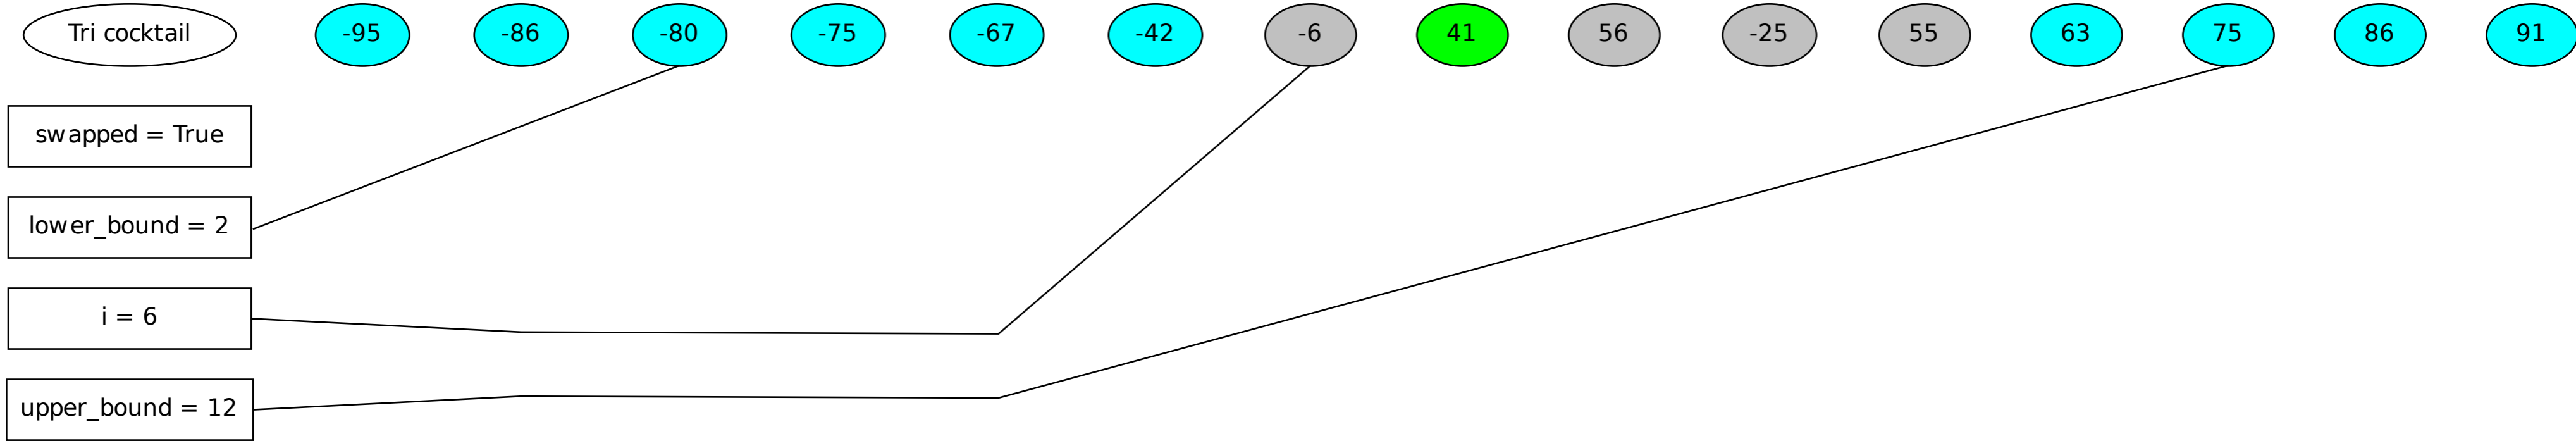 Tri cocktail -95 -86 -80 -75 -67 -42 -6 41 56 -25 55 63 75 86 91
swapped = True
lower_bound = 2
i = 6
upper_bound = 12